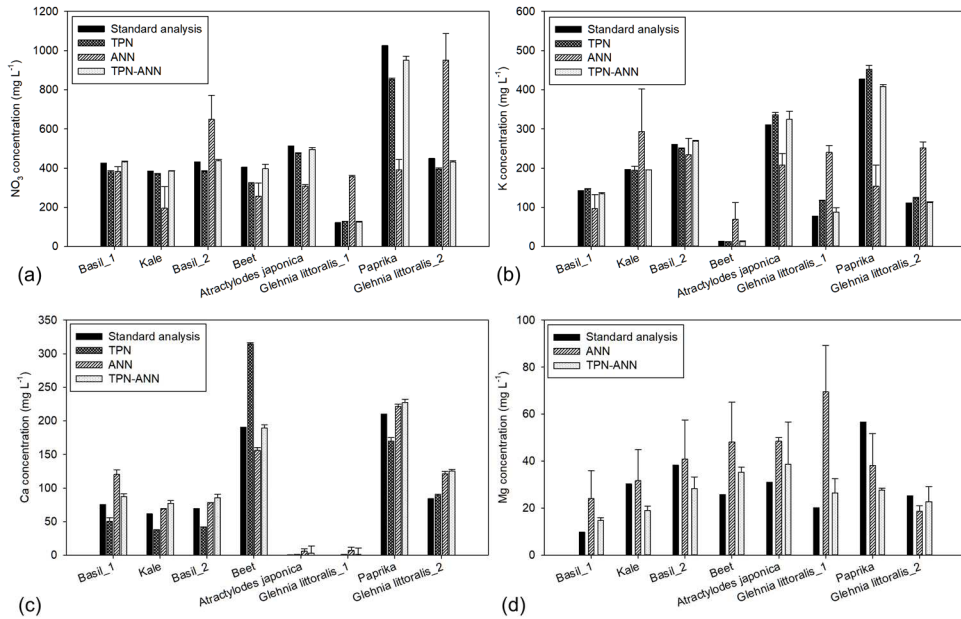 1200
1000
800
600
400
200
0
NO3 concentration (mg L-1)
Standard analysis
TPN
ANN
TPN-ANN
Basil_1
Kale
Basil_2
Beet
Atractylodes japonica
Glehnia littoralis_1
Paprika
Glehnia littoralis_2
(a)
600
500
400
300
200
100
0
K concentration (mg L-1)
Standard analysis
TPN
ANN
TPN-ANN
Basil_1
Kale
Basil_2
Beet
Atractylodes japonica
Glehnia littoralis_1
Paprika
Glehnia littoralis_2
(b)
350
300
250
200
150
100
50
0
Ca concentration (mg L-1)
Standard analysis
TPN
ANN
TPN-ANN
Basil_1
Kale
Basil_2
Beet
Atractylodes japonica
Glehnia littoralis_1
Paprika
Glehnia littoralis_2
(c)
100
80
60
40
20
0
Mg concentration (mg L-1)
Standard analysis
ANN
TPN-ANN
Basil_1
Kale
Basil_2
Beet
Atractylodes japonica
Glehnia littoralis_1
Paprika
Glehnia littoralis_2
(d)